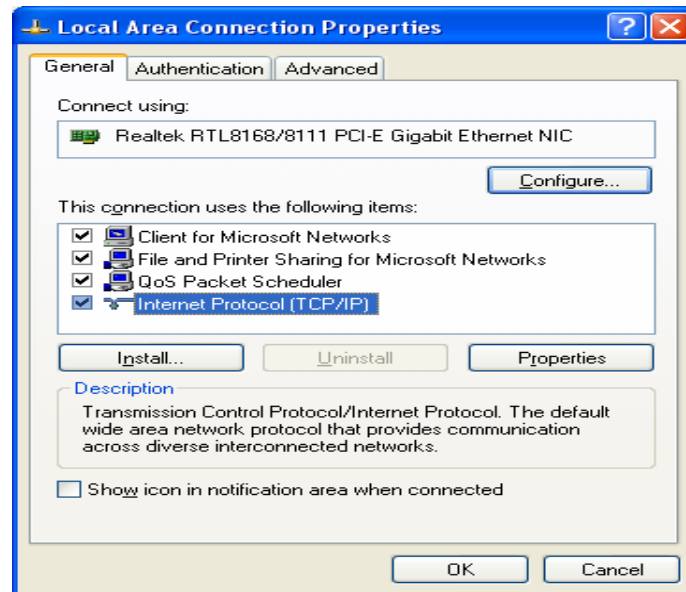 Local Area Connection Properties
General Authentication Advanced
Connect using:
Realtek RTL8168/8111 PCI-E Gigabit Ethernet NIC
Configure...
This connection uses the following items:
Client for Microsoft Networks
File and Printer Sharing for Microsoft Networks
QoS Packet Scheduler
Internet Protocol (TCP/IP)
Install... Uninstall Properties
Description
Transmission Control Protocol/Internet Protocol. The default
wide area network protocol that provides communication
across diverse interconnected networks.
Show icon in notification area when connected
OK Cancel